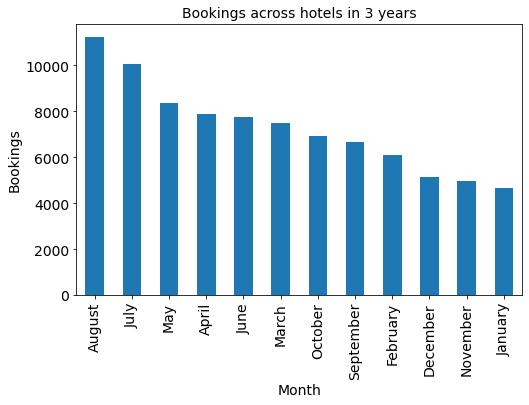 Bookings across hotels in 3 years
Bookings
10000
8000
6000
4000
2000
0
August
July
May
April
June
March
October
September
February
December
November
January
Month